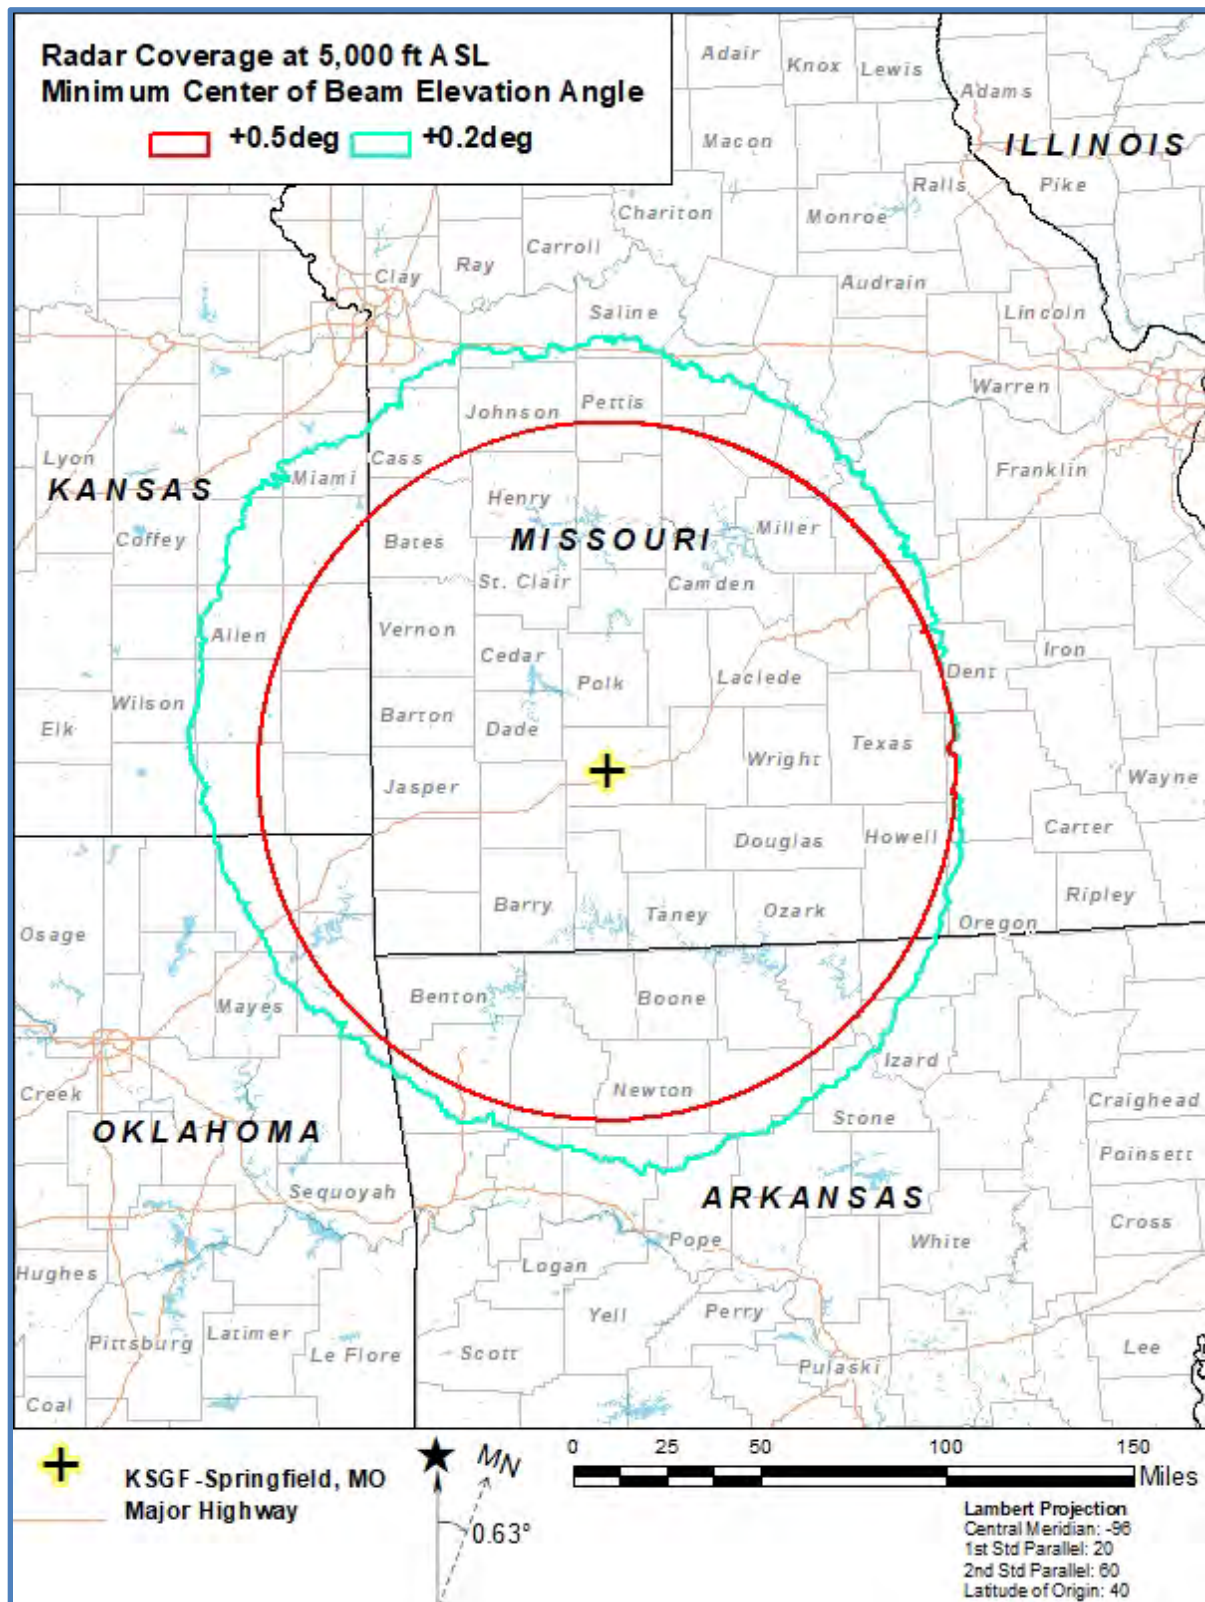 Radar Coverage at 5,000 ft ASL
Minimum Center of Beam Elevation Angle
+0.5deg +0.2deg
Adair Knox Lewis
Adams
Macon
ILLINOIS
Ralls Pike
Chariton Monroe
Carroll
Ray
Clay
Audrain
Saline Lincoln
Warren
Johnson Pettis
Lyon Cass
Franklin
KANSAS Miami
Henry
Coffey Bates MISSOURI Miller
St. Clair Camden
Allen Vernon
Cedar Iron
Polk Laclede Dent
Wilson
Elk Barton Dade Texas
Wright
Jasper Wayne
Carter
Douglas Howell
Ripley
Barry Taney Ozark
Osage Oregon
Mayes Benton Boone
Izard
Creek Newton Craighead
Stone
OKLAHOMA
Poinsett
Sequoyah ARKANSAS
Cross
Pope White
Hughes Logan
Yell Perry
Pittsburg Latimer Le Flore Scott Pulaski Lee
Coal
KSGF-Springfield, MO
Major Highway
MN
0.63°
0 25 50 100 150
Miles
Lambert Projection
Central Meridian: -96
1st Std Parallel: 20
2nd Std Parallel: 60
Latitude of Origin: 40